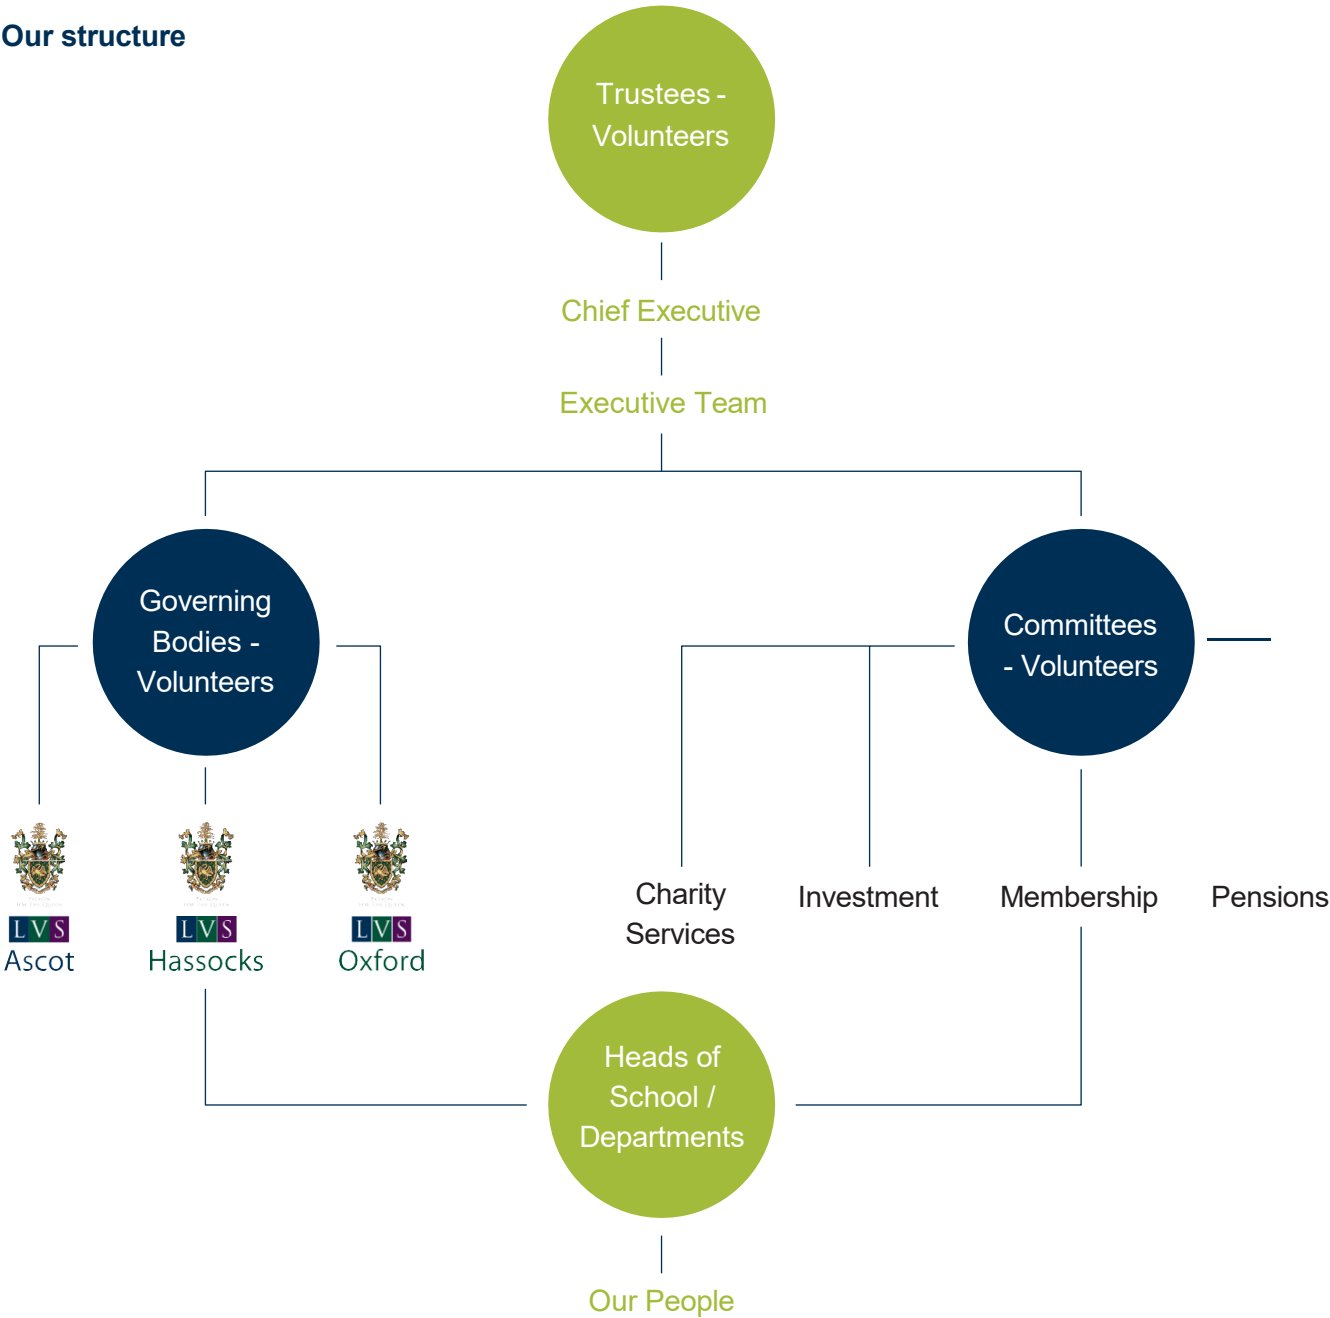 Our structure
Trustees -
Volunteers
Chief Executive
Executive Team
Governing
Bodies -
Volunteers
Committees
- Volunteers
LVS
Ascot
LVS
Hassocks
LVS
Oxford
Charity
Services
Investment
Membership
Pensions
Heads of
School /
Departments
Our People